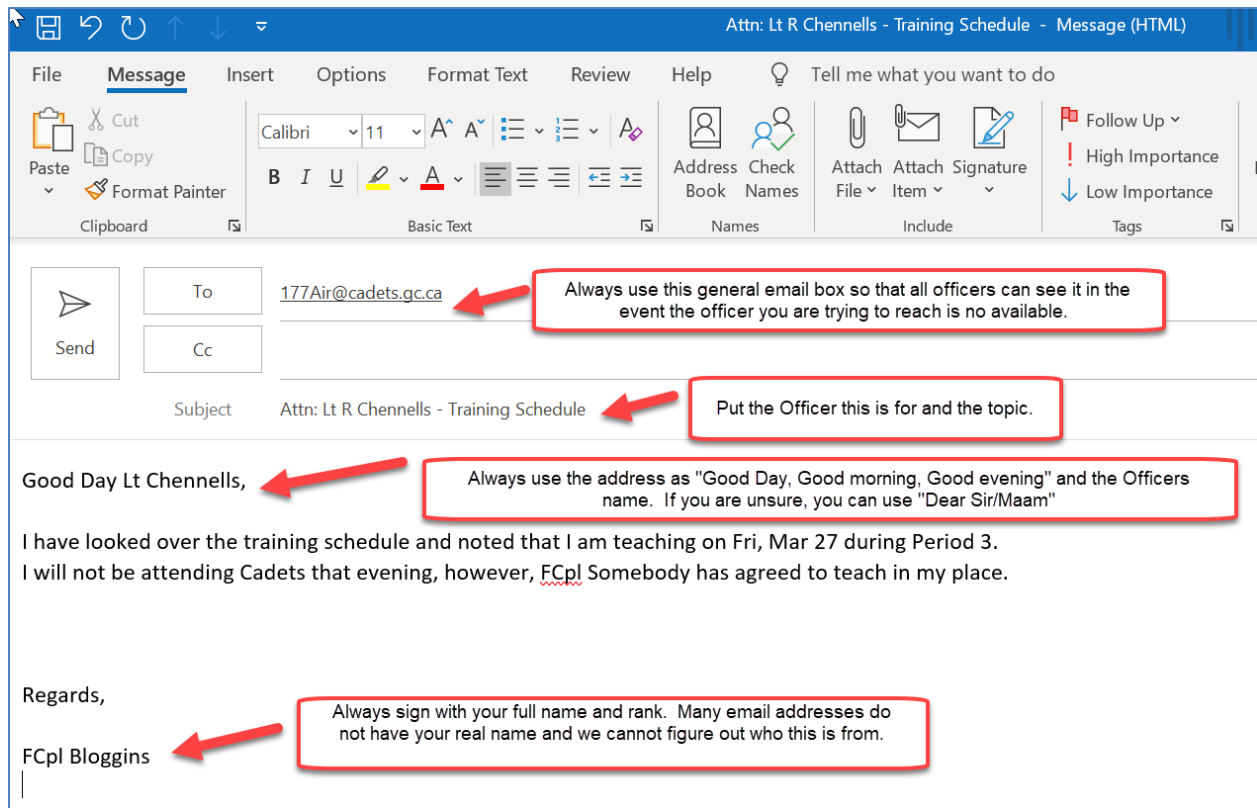 Attn: Lt R Chennells - Training Schedule - Message (HTML)
File Message Insert Options Format Text Review Help Tell me what you want to do
Paste
Cut
Copy
Format Painter
Clipboard
Calibri 11
B I U
Basic Text
Address Book
Check Names
Names
Attach File
Attach Item
Signature
Include
Follow Up
High Importance
Low Importance
Tags
Send
To
177Air@cadets.gc.ca
Always use this general email box so that all officers can see it in the
event the officer you are trying to reach is no available.
Cc
Subject
Attn: Lt R Chennells - Training Schedule
Put the Officer this is for and the topic.
Good Day Lt Chennells,
Always use the address as "Good Day, Good morning, Good evening" and the Officers
name. If you are unsure, you can use "Dear Sir/Maam"
I have looked over the training schedule and noted that I am teaching on Fri, Mar 27 during Period 3.
I will not be attending Cadets that evening, however, FCpl Somebody has agreed to teach in my place.
Regards,
Always sign with your full name and rank. Many email addresses do
not have your real name and we cannot figure out who this is from.
FCpl Bloggins